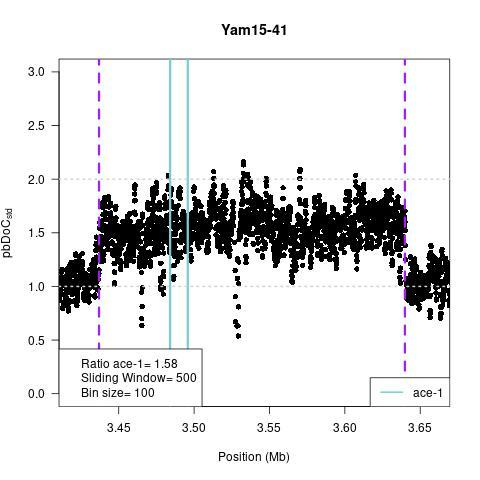 Yam15-41
3.0
2.5
2.0
1.5
1.0
0.5
0.0
pbDoCstd
Ratio ace-1= 1.58
Sliding Window= 500
Bin size= 100
ace-1
3.45 3.50 3.55 3.60 3.65
Position (Mb)